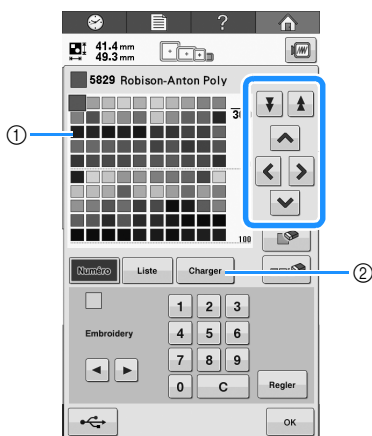 ?
41.4 mm
49.3 mm
5829 Robison-Anton Poly
①
100
Numéro
Liste
Charger
②
Embroidery
1 2 3
4 5 6
7 8 9
0 C
Regler
OK